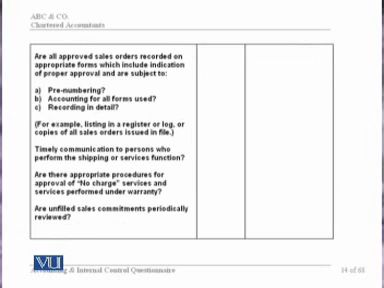 ABC & CO.
Chartered Accountants
Are all approved sales orders recorded on
appropriate forms which include indication
of proper approval and are subject to:
a) Pre-numbering?
b) Accounting for all forms used?
c) Recording in detail?
(For example, listing in a register or log, or
copies of all sales orders issued in file.)
Timely communication to persons who
perform the shipping or services function?
Are there appropriate procedures for
approval of "No charge" services and
services performed under warranty?
Are unfilled sales commitments periodically
reviewed?
VU
Accounting & Internal Control Questionnaire
14 of 63